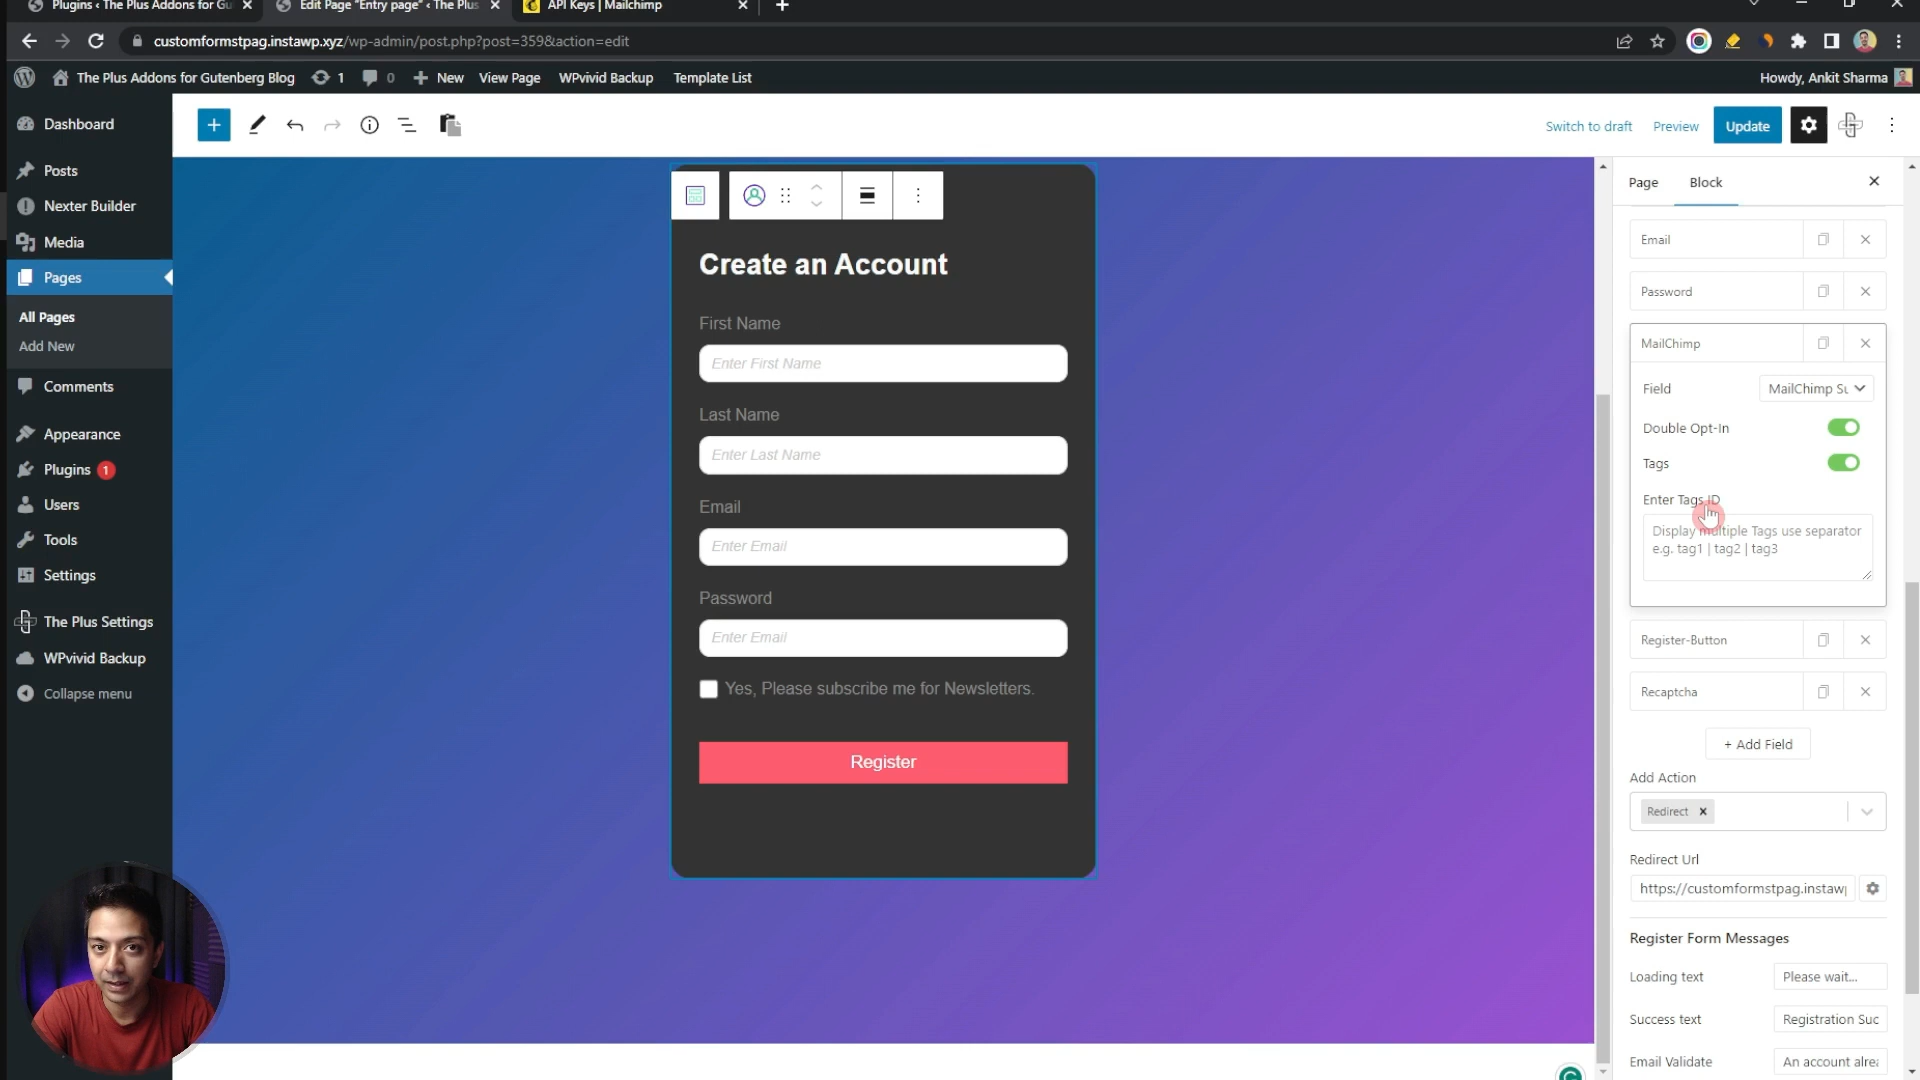 Plugins ‹ The Plus Addons for Gu
Edit Page "Entry page" ‹ The Plus
API Keys | Mailchimp
customformstpag.instawp.xyz/wp-admin/post.php?post=359&action=edit
The Plus Addons for Gutenberg Blog
1
0
New
View Page
WPvivid Backup
Template List
Howdy, Ankit Sharma
Dashboard
Posts
Nexter Builder
Media
Pages
All Pages
Add New
Comments
Appearance
Plugins 1
Users
Tools
Settings
The Plus Settings
WPvivid Backup
Collapse menu
Switch to draft
Preview
Update
Create an Account
First Name
Enter First Name
Last Name
Enter Last Name
Email
Enter Email
Password
Enter Email
Yes, Please subscribe me for Newsletters.
Register
Page
Block
Email
Password
MailChimp
Field
MailChimp Su
Double Opt-In
Tags
Enter Tags ID
Display multiple Tags use separator
e.g. tag1 | tag2 | tag3
Register-Button
Recaptcha
+ Add Field
Add Action
Redirect
Redirect Url
https://customformstpag.instawp
Register Form Messages
Loading text
Please wait...
Success text
Registration Suc
Email Validate
An account alrea